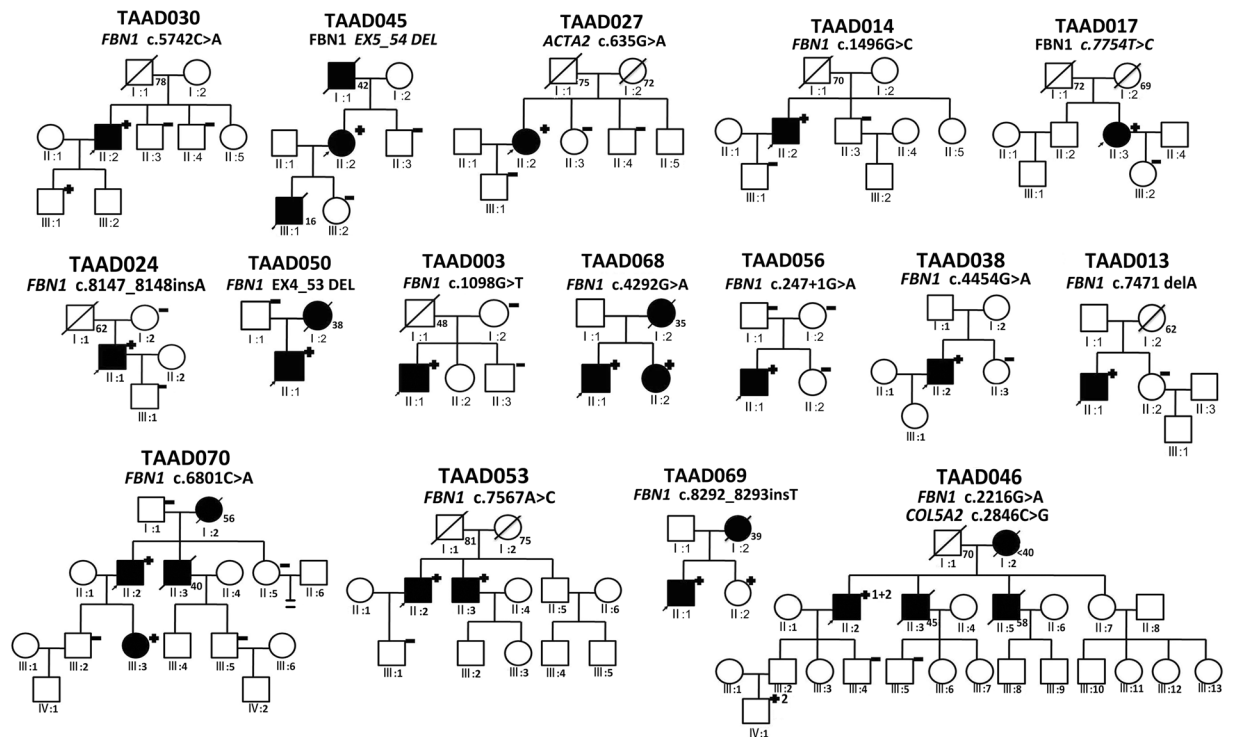 TAAD030
FBN1 c.5742C>A
78
I :1
I :2
+
-
-
II:1
II:2
II:3
II:4
II:5
+
III:1
III:2
TAAD045
FBN1 EX5_54 DEL
42
I :1
I :2
+
-
II:1
II:2
II:3
16
-
III:1
III:2
TAAD027
ACTA2 c.635G>A
75
72
I :1
I :2
+
-
-
II:1
II:2
II:3
II:4
II:5
-
III:1
TAAD014
FBN1 c.1496G>C
70
I :1
I :2
+
-
II:1
II:2
II:3
II:4
II:5
-
III:1
III:2
TAAD017
FBN1 c.7754T>C
72
69
I :1
I :2
+
II:1
II:2
II:3
II:4
-
III:1
III:2
TAAD024
FBN1 c.8147_8148insA
62
-
I :1
I :2
+
II:1
II:2
-
III:1
TAAD050
FBN1 EX4_53 DEL
-
38
I :1
I :2
+
II:1
TAAD003
FBN1 c.1098G>T
48
-
I :1
I :2
+
-
II:1
II:2
II:3
TAAD068
FBN1 c.4292G>A
35
I :1
I :2
+
+
II:1
II:2
TAAD056
FBN1 c.247+1G>A
-
-
I :1
I :2
+
-
II:1
II:2
TAAD038
FBN1 c.4454G>A
I :1
I :2
+
-
II:1
II:2
II:3
III:1
TAAD013
FBN1 c.7471 delA
62
I :1
I :2
+
-
II:1
II:2
II:3
III:1
TAAD070
FBN1 c.6801C>A
-
56
I :1
I :2
+
40
-
II:1
II:2
II:3
II:4
II:5
II:6
-
+
-
III:1
III:2
III:3
III:4
III:5
III:6
IV:1
IV:2
TAAD053
FBN1 c.7567A>C
81
75
I :1
I :2
+
+
II:1
II:2
II:3
II:4
II:5
II:6
-
III:1
III:2
III:3
III:4
III:5
TAAD069
FBN1 c.8292_8293insT
39
I :1
I :2
+
+
II:1
II:2
TAAD046
FBN1 c.2216G>A
COL5A2 c.2846C>G
70
<40
I :1
I :2
+ 1+2
45
58
II:1
II:2
II:3
II:4
II:5
II:6
II:7
II:8
-
-
III:1
III:2
III:3
III:4
III:5
III:6
III:7
III:8
III:9
III:10
III:11
III:12
III:13
+2
IV:1